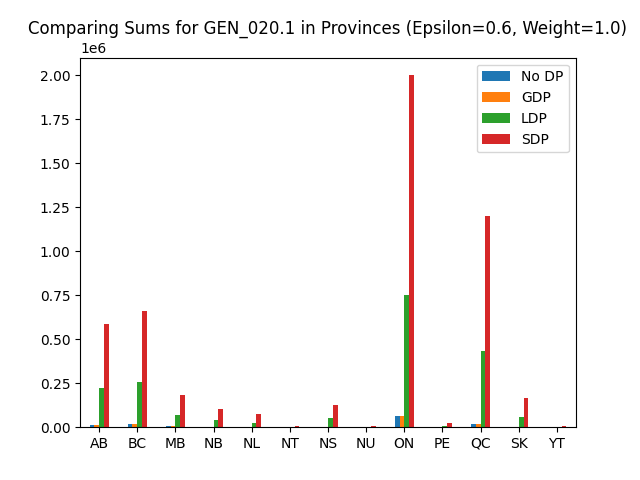 Comparing Sums for GEN_020.1 in Provinces (Epsilon=0.6, Weight=1.0)
1e6
No DP
GDP
LDP
SDP
2.00
1.75
1.50
1.25
1.00
0.75
0.50
0.25
0.00
AB BC MB NB NL NT NS NU ON PE QC SK YT